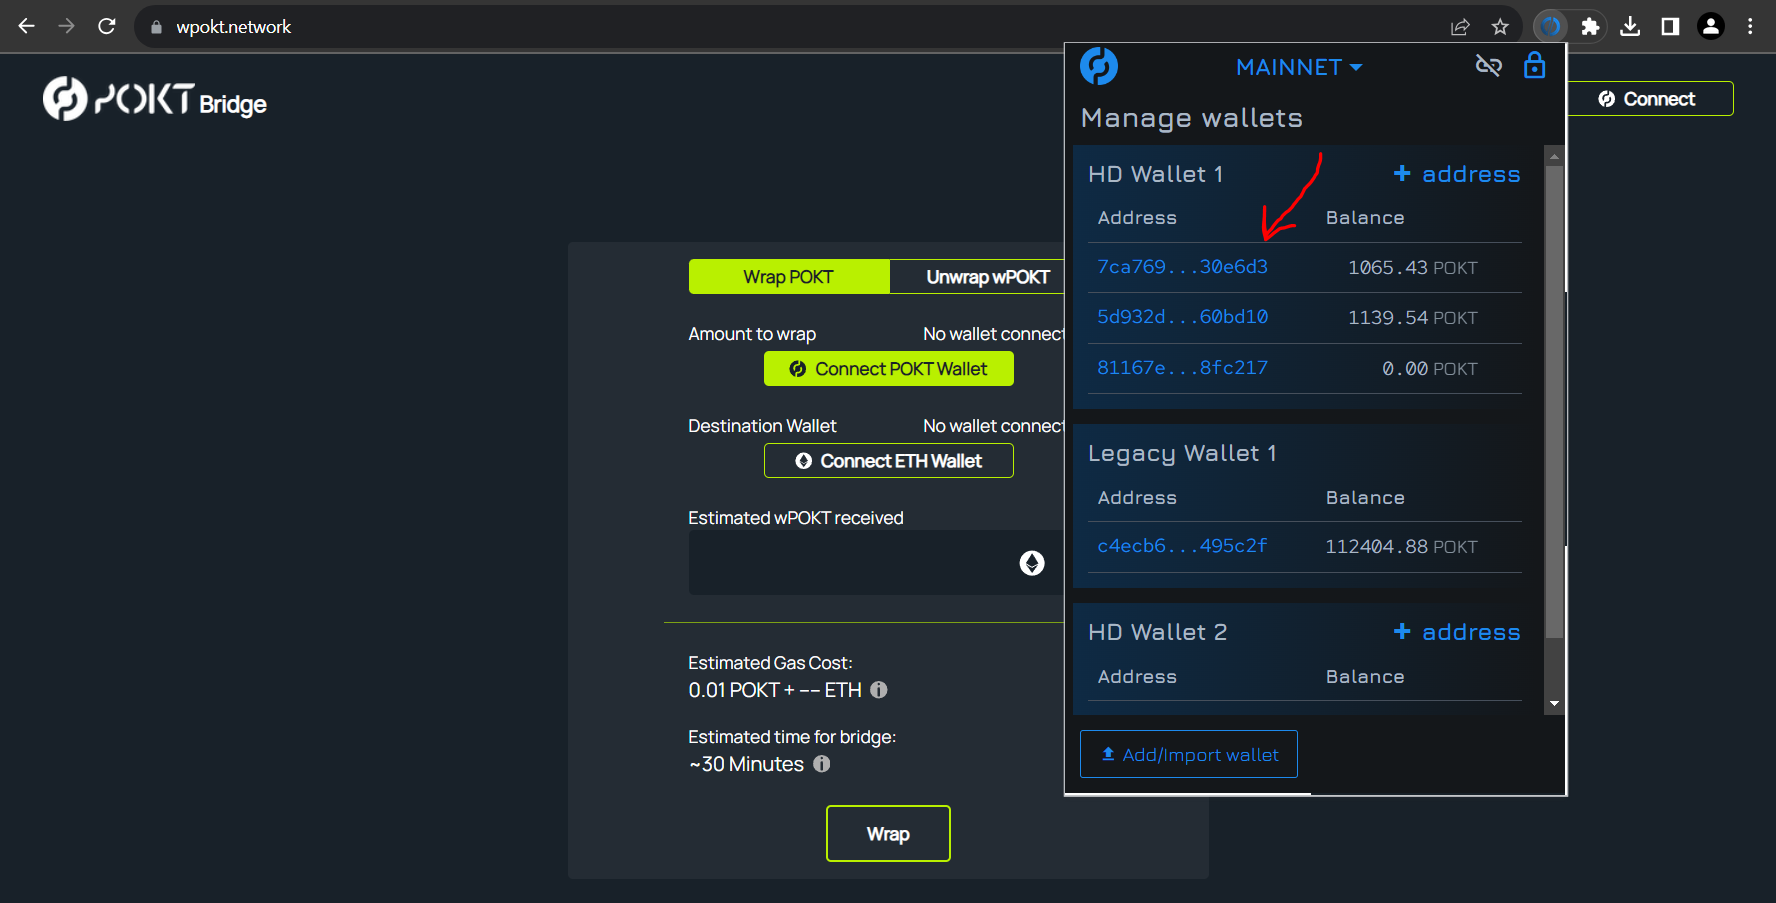 wpokt.network
POKT Bridge
Connect
Wrap POKT
Unwrap wPOKT
Amount to wrap
No wallet connect
Connect POKT Wallet
Destination Wallet
No wallet connect
Connect ETH Wallet
Estimated wPOKT received
Estimated Gas Cost:
0.01 POKT + -- ETH
Estimated time for bridge:
~30 Minutes
Wrap
MAINNET
Manage wallets
HD Wallet 1
+ address
Address Balance
7ca769...30e6d3 1065.43 POKT
5d932d...60bd10 1139.54 POKT
81167e...8fc217 0.00 POKT
Legacy Wallet 1
Address Balance
c4ecb6...495c2f 112404.88 POKT
HD Wallet 2
+ address
Address Balance
Add/Import wallet